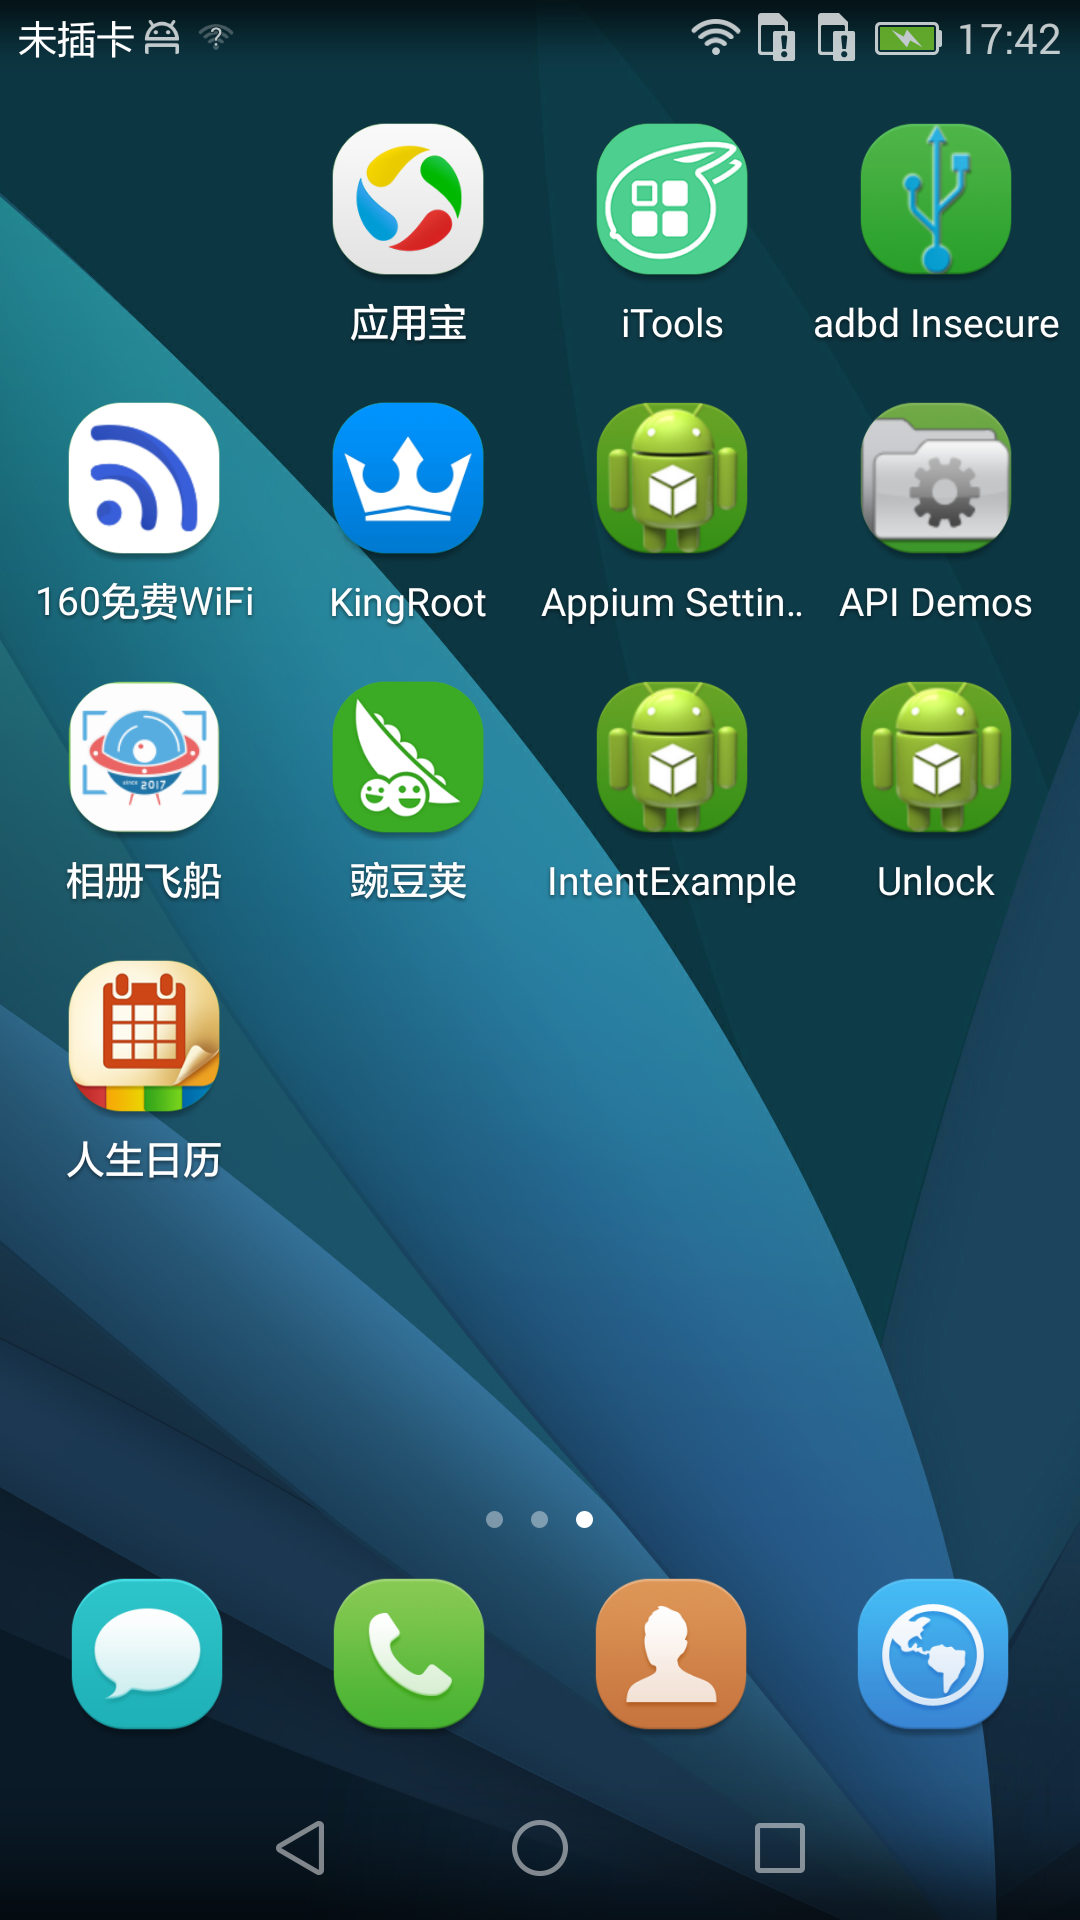 未插卡 17:42
应用宝 iTools adbd Insecure
160免费WiFi KingRoot Appium Settin.. API Demos
since 2017
相册飞船 豌豆荚 IntentExample Unlock
人生日历